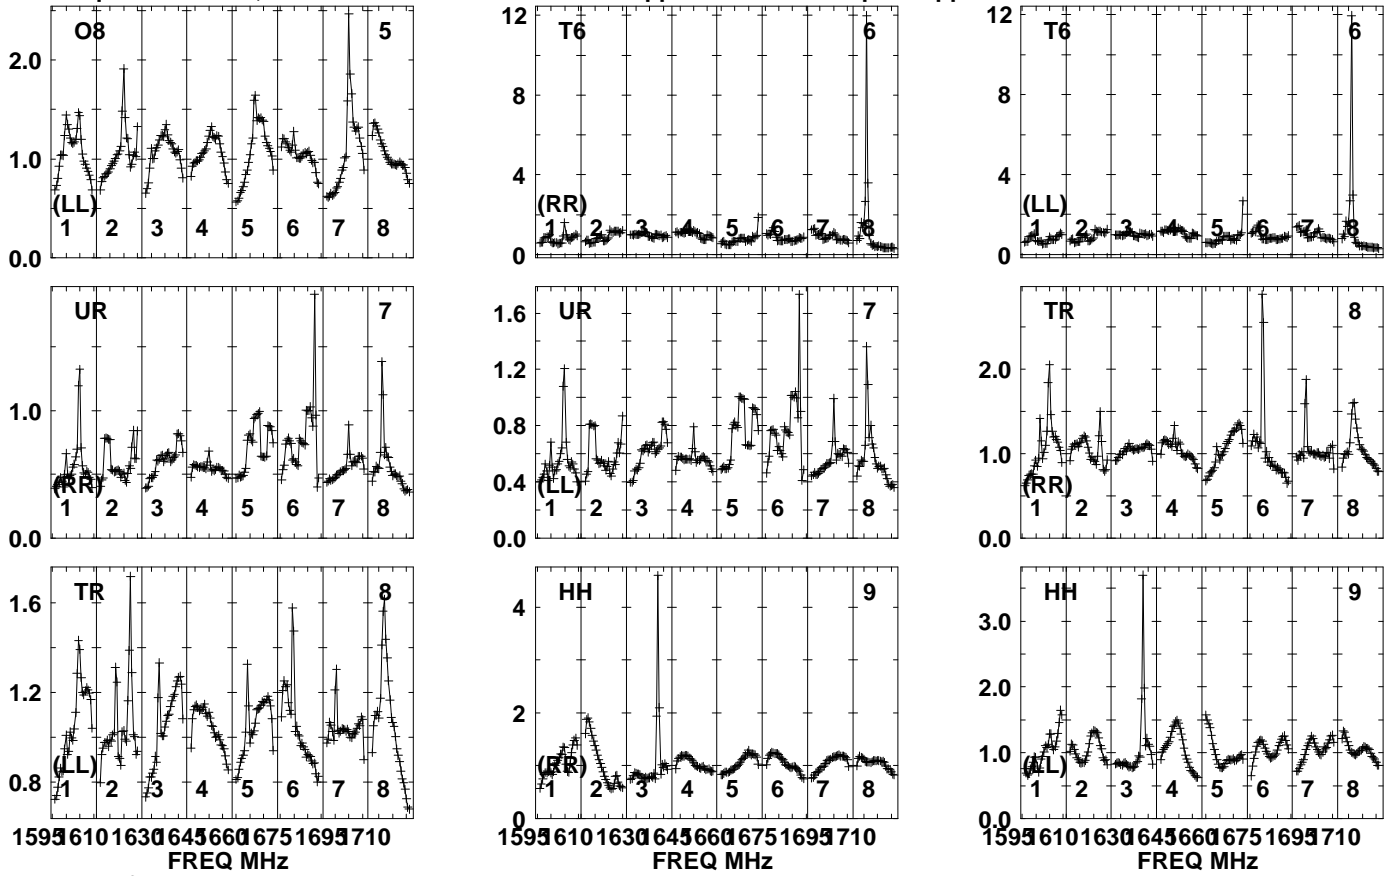 O8 5 T6 6 T6 6
2.0 12 12
1.0 8 8
0.0 4 4
0 0
(LL) (RR) (LL)
1 2 3 4 5 6 7 8 1 2 3 4 5 6 7 8 1 2 3 4 5 6 7 8
UR 7 UR 7 TR 8
1.0 1.6 2.0
0.0 1.2 1.0
0.8 0.0
0.4
0.0
(RR) (LL) (RR)
1 2 3 4 5 6 7 8 1 2 3 4 5 6 7 8 1 2 3 4 5 6 7 8
TR 8 HH 9 HH 9
1.6 4 3.0
1.2 2 2.0
0.8 0 1.0
0.0
(LL) (RR) (LL)
1 2 3 4 5 6 7 8 1 2 3 4 5 6 7 8 1 2 3 4 5 6 7 8
1595 1610 1630 1645 1660 1675 1695 1710 1595 1610 1630 1645 1660 1675 1695 1710 1595 1610 1630 1645 1660 1675 1695 1710
FREQ MHz FREQ MHz FREQ MHz